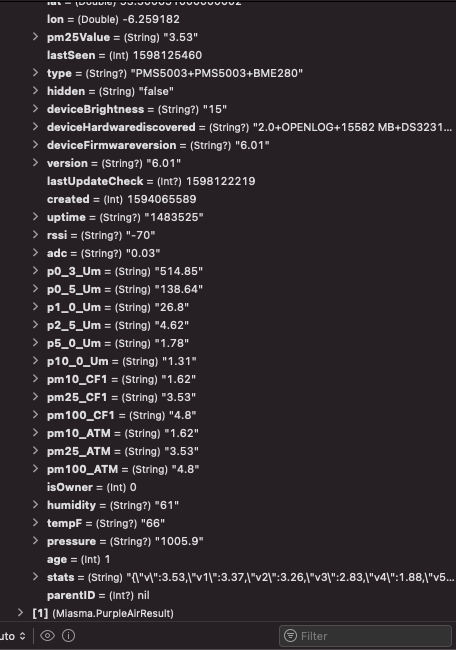 lon = (Double) -6.259182
pm25Value = (String) "3.53"
lastSeen = (Int) 1598125460
type = (String?) "PMS5003+PMS5003+BME280"
hidden = (String) "false"
deviceBrightness = (String) "15"
deviceHardwarediscovered = (String?) "2.0+OPENLOG+15582 MB+DS3231...
deviceFirmwareversion = (String?) "6.01"
version = (String?) "6.01"
lastUpdateCheck = (Int?) 1598122219
created = (Int) 1594065589
uptime = (String?) "1483525"
rssi = (String?) "-70"
adc = (String?) "0.03"
p0_3_Um = (String) "514.85"
p0_5_Um = (String) "138.64"
p1_0_Um = (String) "26.8"
p2_5_Um = (String) "4.62"
p5_0_Um = (String) "1.78"
p10_0_Um = (String) "1.31"
pm10_CF1 = (String) "1.62"
pm25_CF1 = (String) "3.53"
pm100_CF1 = (String) "4.8"
pm10_ATM = (String) "1.62"
pm25_ATM = (String) "3.53"
pm100_ATM = (String) "4.8"
isOwner = (Int) 0
humidity = (String?) "61"
tempF = (String?) "66"
pressure = (String?) "1005.9"
age = (Int) 1
stats = (String) "{\"v\":3.53,\"v1\":3.37,\"v2\":3.26,\"v3\":2.83,\"v4\":1.88,\"v5...
parentID = (Int?) nil
[1] (Miasma.PurpleAirResult)
uto
Filter